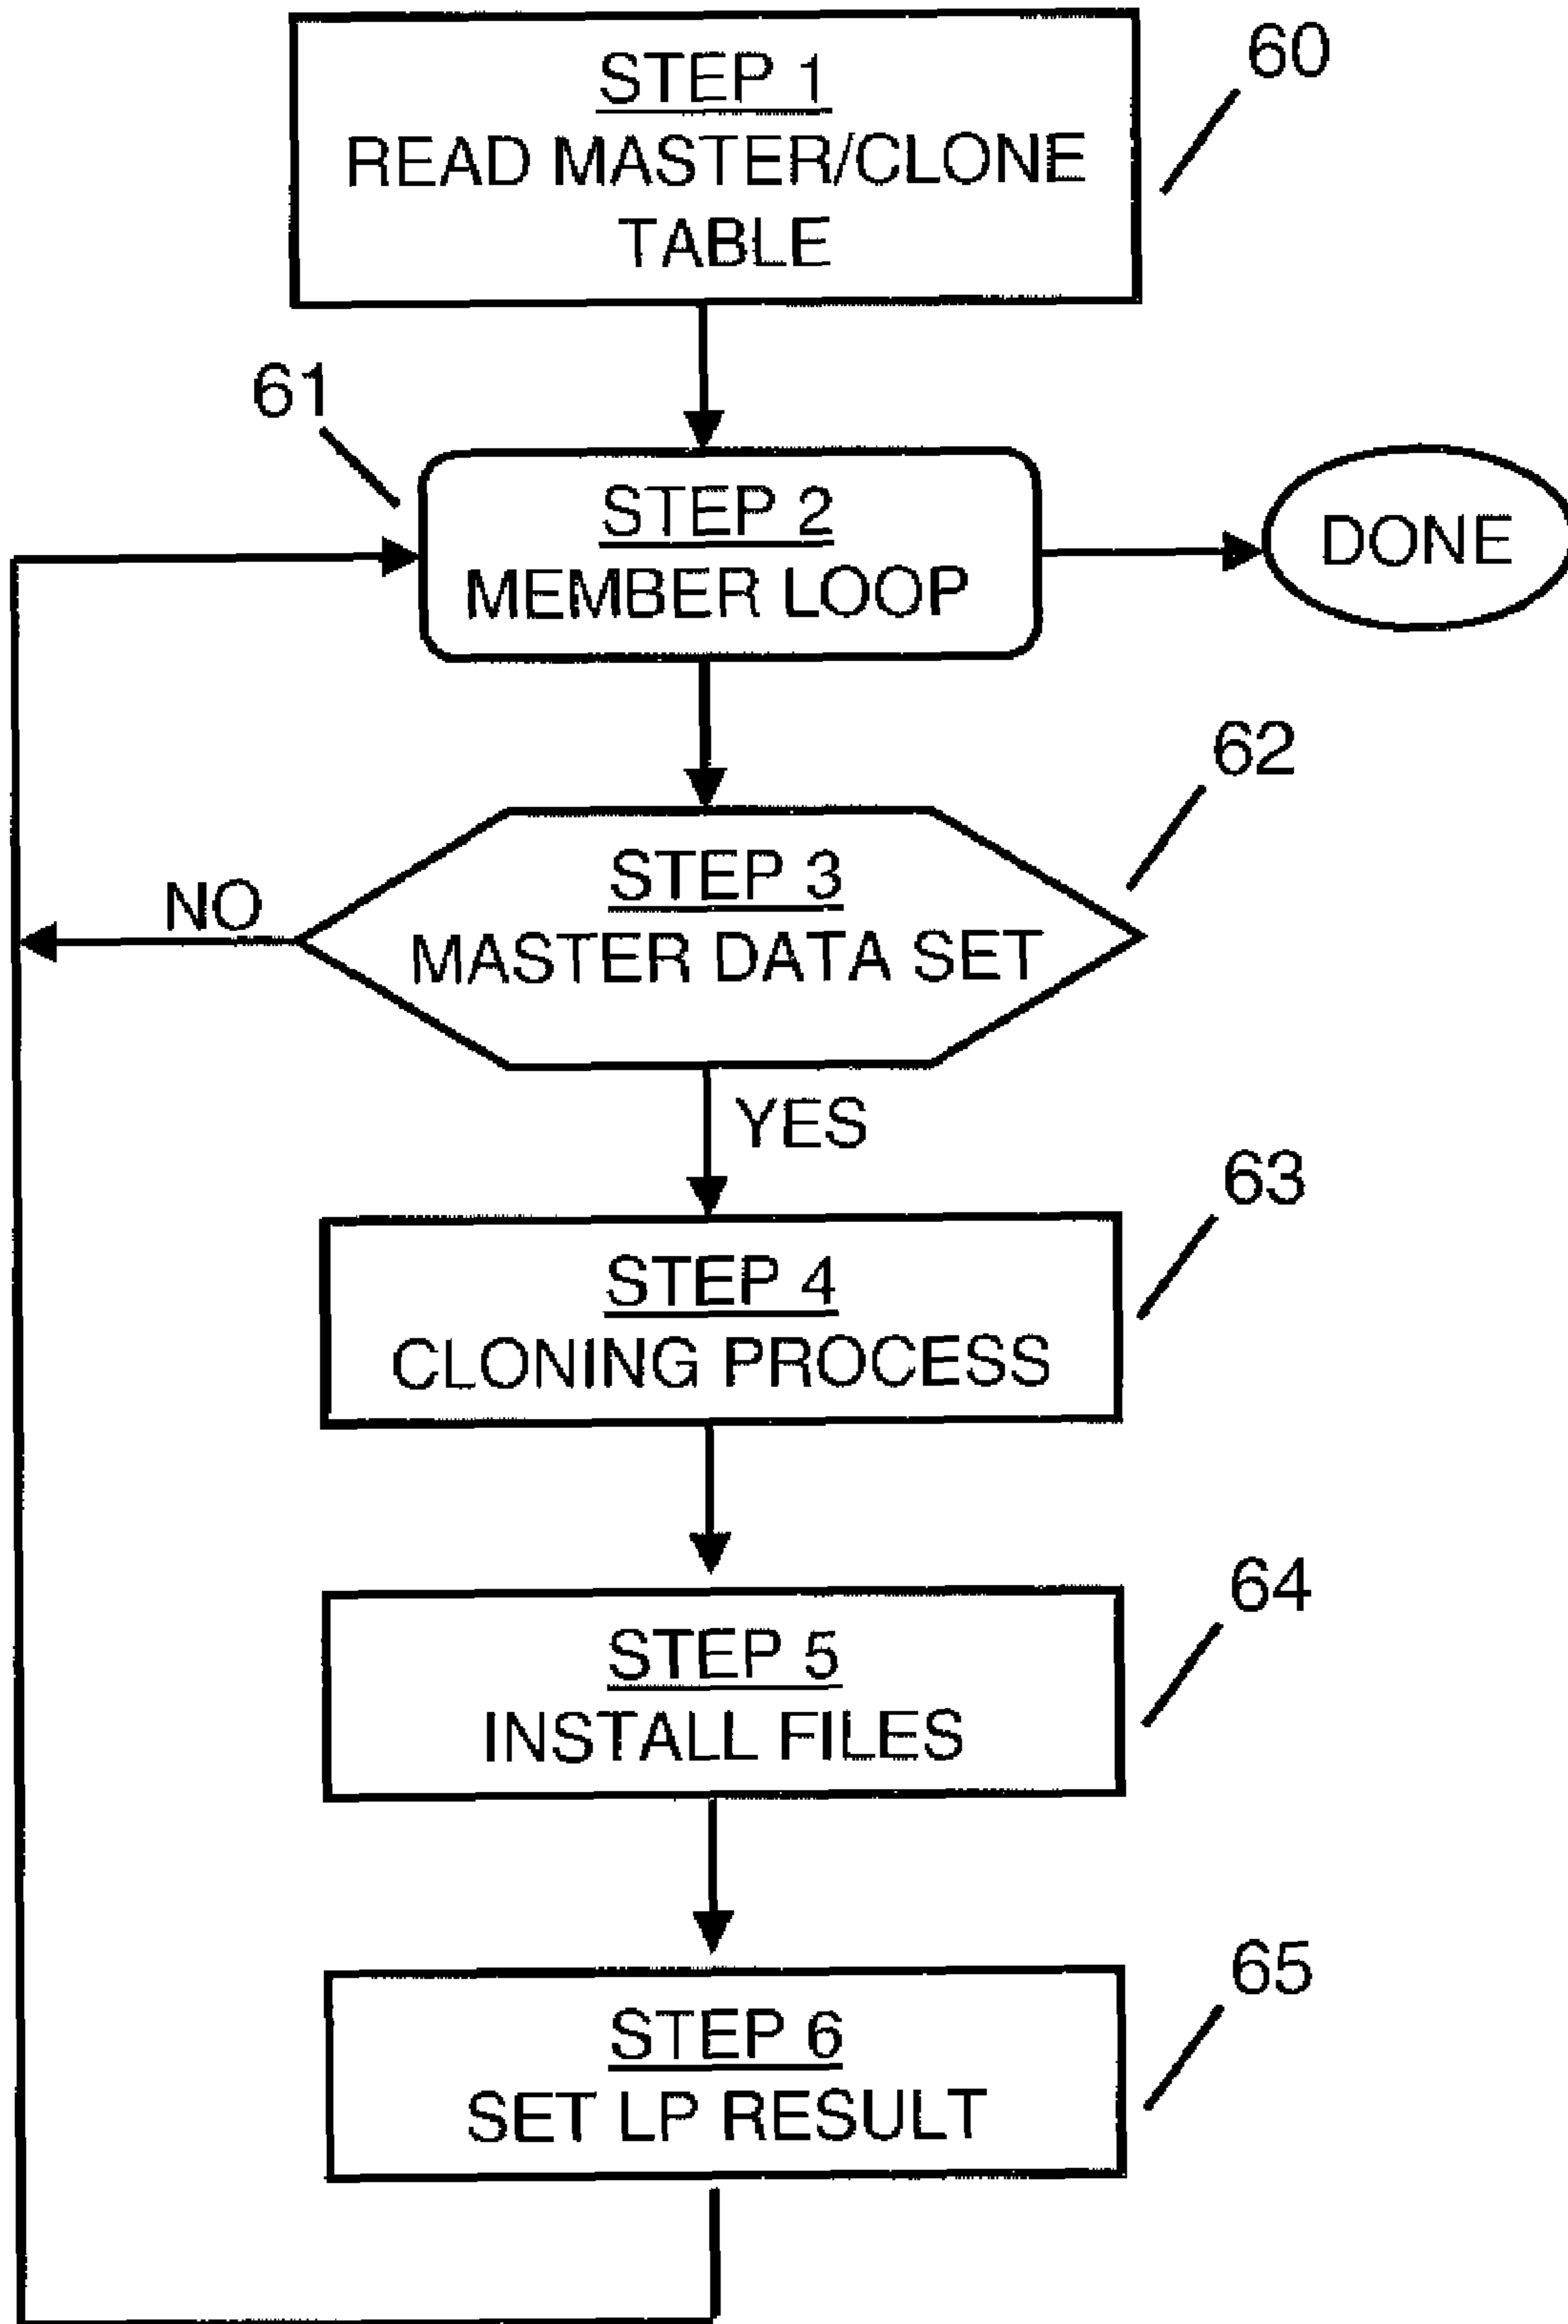 STEP 1
READ MASTER/CLONE
TABLE
60
61
STEP 2
MEMBER LOOP
DONE
62
STEP 3
MASTER DATA SET
NO
YES
63
STEP 4
CLONING PROCESS
64
STEP 5
INSTALL FILES
65
STEP 6
SET LP RESULT